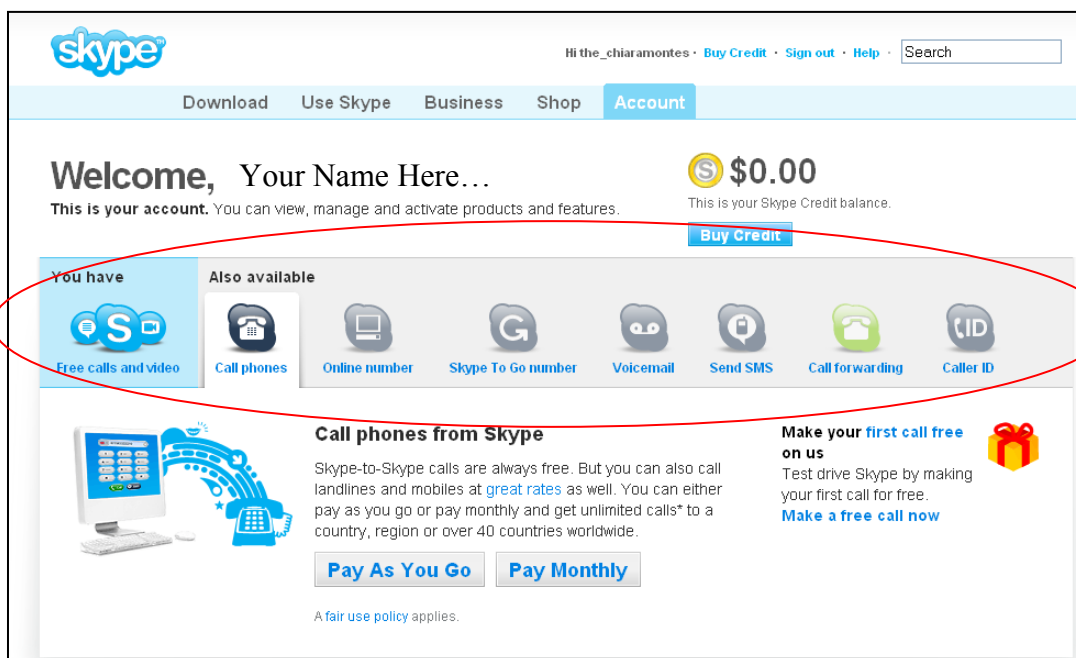 skype™
Hi the_chiaramontes · Buy Credit · Sign out · Help · Search
Download Use Skype Business Shop Account
Welcome, Your Name Here…
S $0.00
This is your account. You can view, manage and activate products and features.
This is your Skype Credit balance.
Buy Credit
You have Also available
S G ID
Free calls and video Call phones Online number Skype To Go number Voicemail Send SMS Call forwarding Caller ID
Call phones from Skype
Skype-to-Skype calls are always free. But you can also call
landlines and mobiles at great rates as well. You can either
pay as you go or pay monthly and get unlimited calls* to a
country, region or over 40 countries worldwide.
Pay As You Go Pay Monthly
A fair use policy applies.
Make your first call free
on us
Test drive Skype by making
your first call for free.
Make a free call now